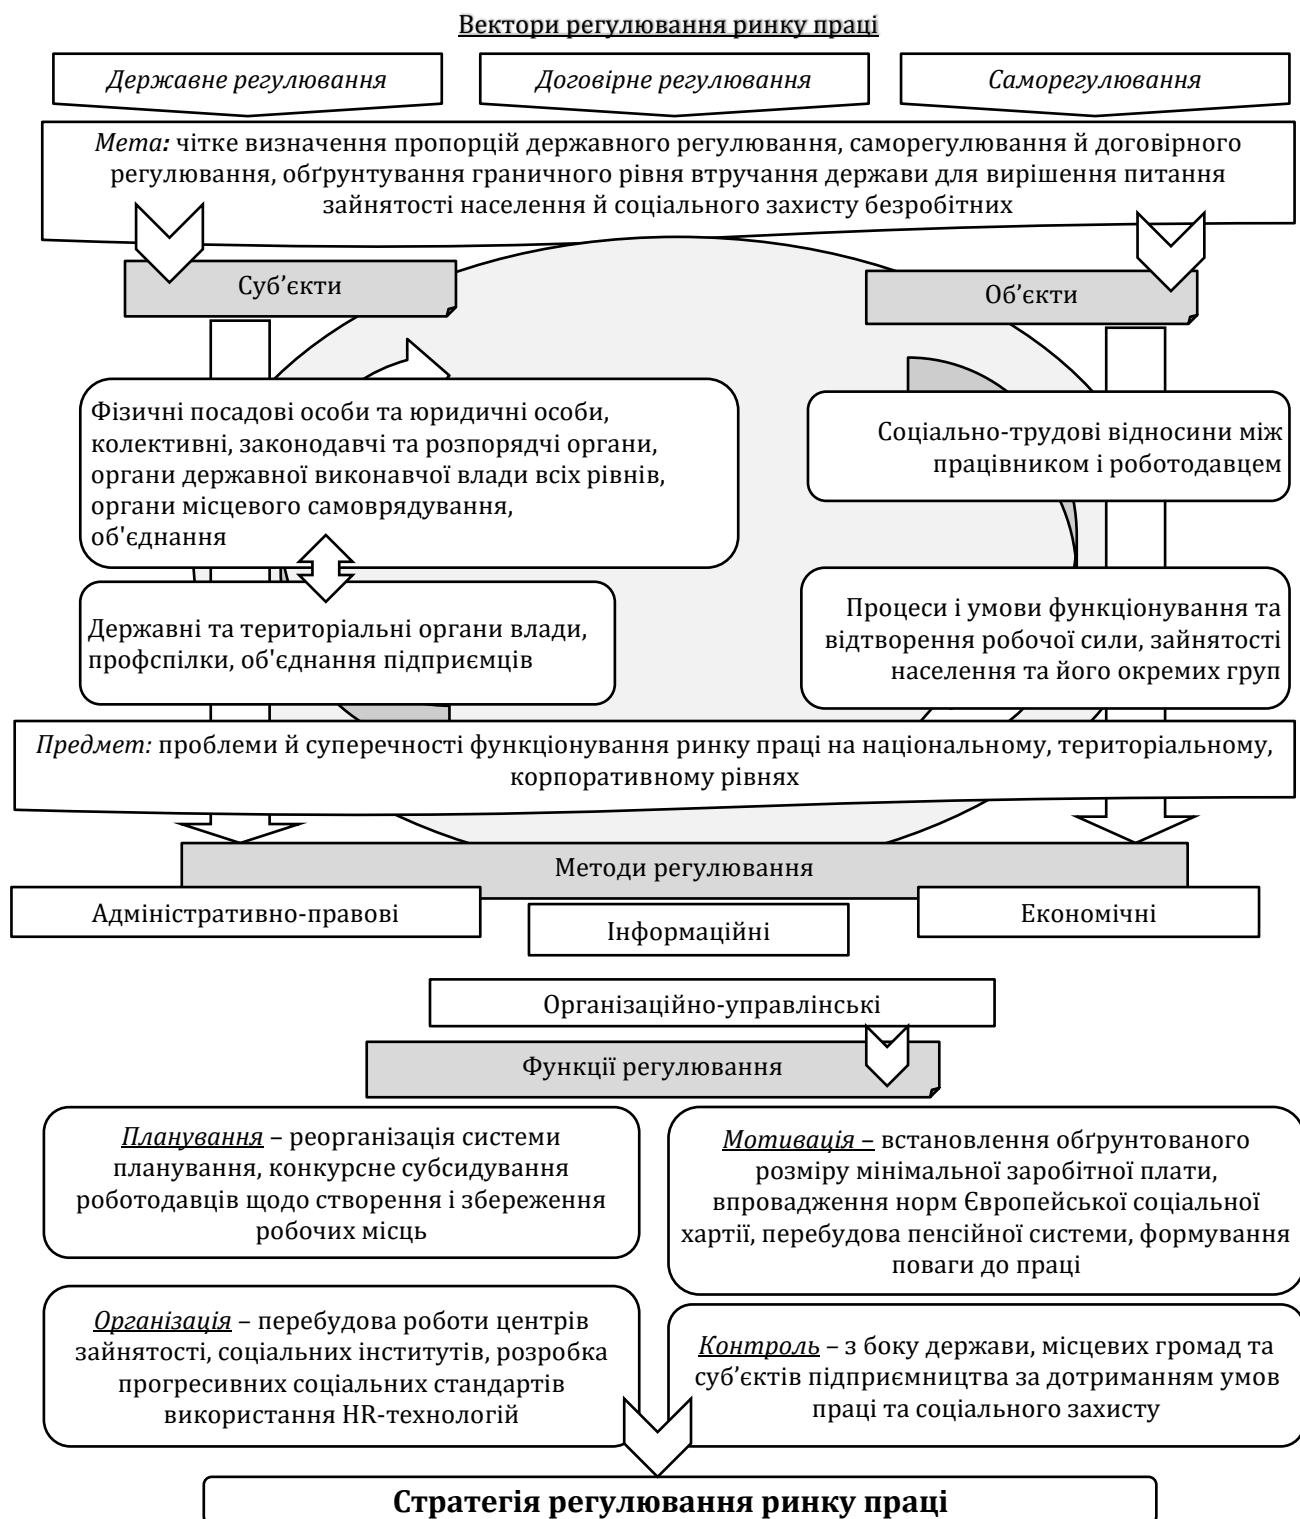 Вектори регулювання ринку праці
Державне регулювання
Договірне регулювання
Саморегулювання
Мета: чітке визначення пропорцій державного регулювання, саморегулювання й договірного
регулювання, обґрунтування граничного рівня втручання держави для вирішення питання
зайнятості населення й соціального захисту безробітних
Суб’єкти
Об’єкти
Фізичні посадові особи та юридичні особи,
колективні, законодавчі та розпорядчі органи,
органи державної виконавчої влади всіх рівнів,
органи місцевого самоврядування,
об'єднання
Соціально-трудові відносини між
працівником і роботодавцем
Державні та територіальні органи влади,
профспілки, об'єднання підприємців
Процеси і умови функціонування та
відтворення робочої сили, зайнятості
населення та його окремих груп
Предмет: проблеми й суперечності функціонування ринку праці на національному, територіальному,
корпоративному рівнях
Методи регулювання
Адміністративно-правові
Інформаційні
Економічні
Організаційно-управлінські
Функції регулювання
Планування – реорганізація системи
планування, конкурсне субсидування
роботодавців щодо створення і збереження
робочих місць
Мотивація – встановлення обґрунтованого
розміру мінімальної заробітної плати,
впровадження норм Європейської соціальної
хартії, перебудова пенсійної системи, формування
поваги до праці
Організація – перебудова роботи центрів
зайнятості, соціальних інститутів, розробка
прогресивних соціальних стандартів
використання HR-технологій
Контроль – з боку держави, місцевих громад та
суб’єктів підприємництва за дотриманням умов
праці та соціального захисту
Стратегія регулювання ринку праці